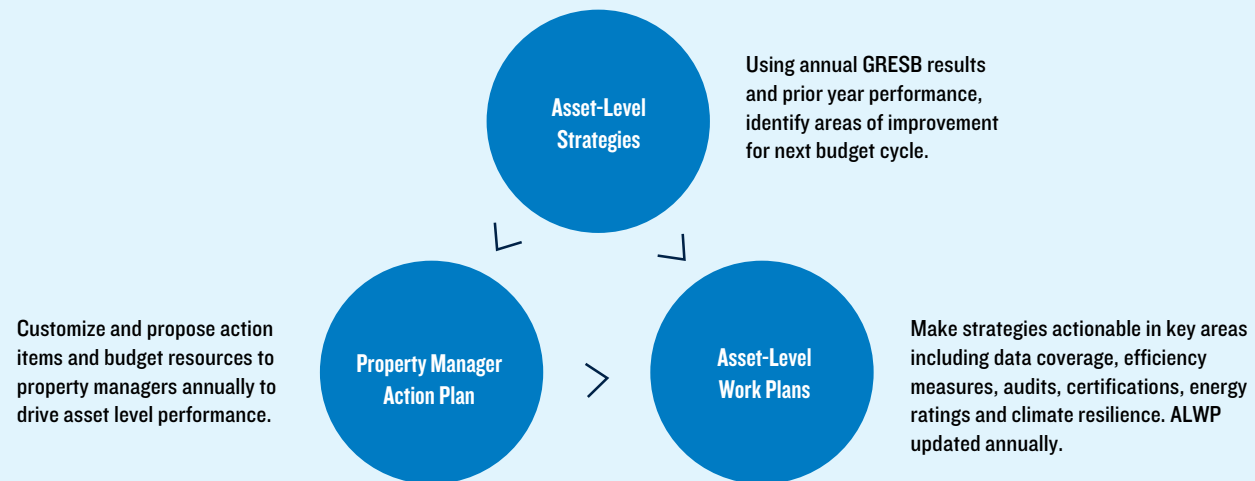 Asset-Level
Strategies
Using annual GRESB results
and prior year performance,
identify areas of improvement
for next budget cycle.
Customize and propose action
items and budget resources to
property managers annually to
drive asset level performance.
Property Manager
Action Plan
Asset-Level
Work Plans
Make strategies actionable in key areas
including data coverage, efficiency
measures, audits, certifications, energy
ratings and climate resilience. ALWP
updated annually.